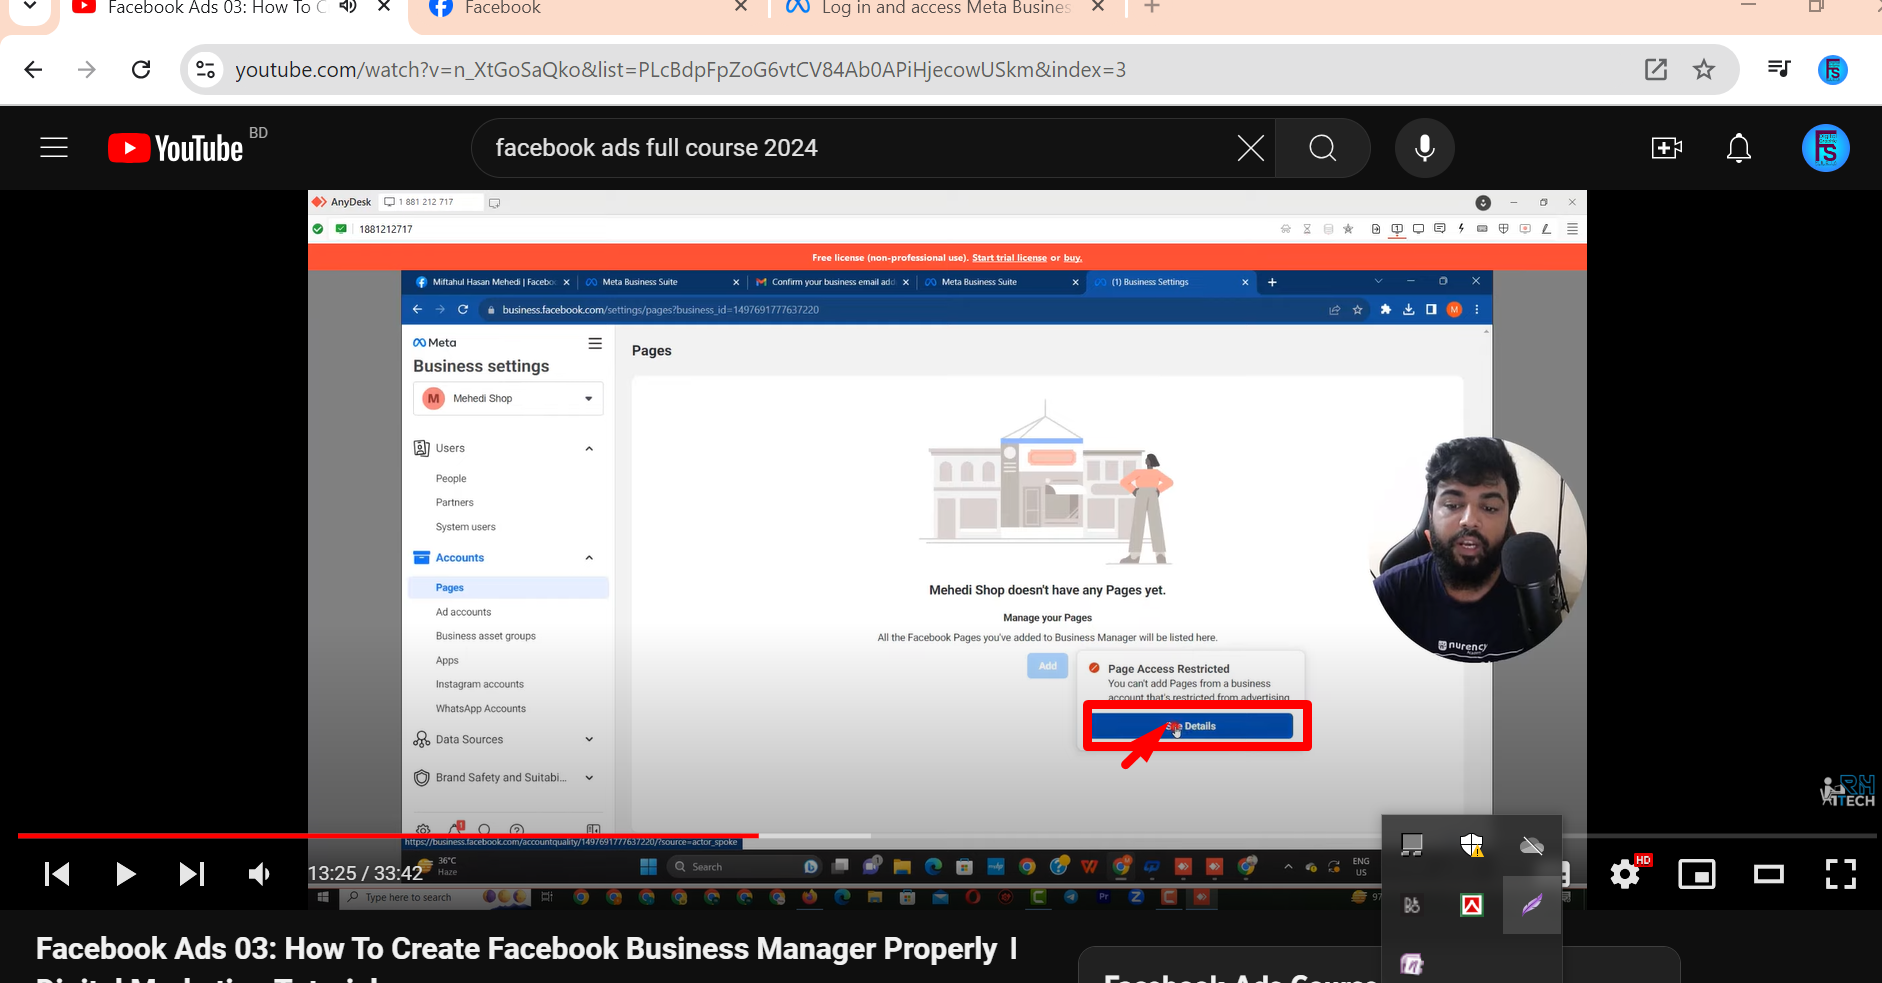 Facebook Ads 03: How To C
Facebook
Log in and access Meta Busines
youtube.com/watch?v=n_XtGoSaQko&list=PLcBdpFpZoG6vtCV84Ab0APiHjecowUSkm&index=3
YouTube BD
facebook ads full course 2024
AnyDesk 1 881 212 717
1881212717
Free license (non-professional use). Start trial license or buy.
Miftahul Hasan Mehedi | Facebo
Meta Business Suite
Confirm your business email add
Meta Business Suite
(1) Business Settings
business.facebook.com/settings/pages?business_id=1497691777637220
Meta
Business settings
M Mehedi Shop
Users
People
Partners
System users
Accounts
Pages
Ad accounts
Business asset groups
Apps
Instagram accounts
WhatsApp Accounts
Data Sources
Brand Safety and Suitabi...
Pages
Mehedi Shop doesn't have any Pages yet.
Manage your Pages
All the Facebook Pages you've added to Business Manager will be listed here.
Add
Page Access Restricted
You can't add Pages from a business
account that's restricted from advertising
Details
nurency
RH
TECH
https://business.facebook.com/accountquality/1497691777637220/?source=actor_spoke
36°C
Haze
Search
ENG
US
13:25 / 33:42
HD
Type here to search
97
Facebook Ads 03: How To Create Facebook Business Manager Properly |
Digital Marketing Tutorial
Facebook Ads Course